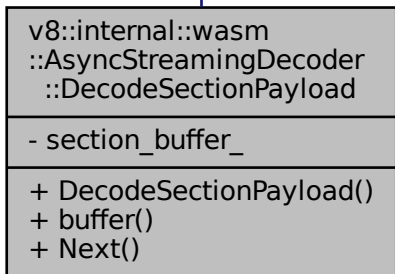 v8::internal::wasm
::AsyncStreamingDecoder
::DecodeSectionPayload
- section_buffer_
+ DecodeSectionPayload()
+ buffer()
+ Next()